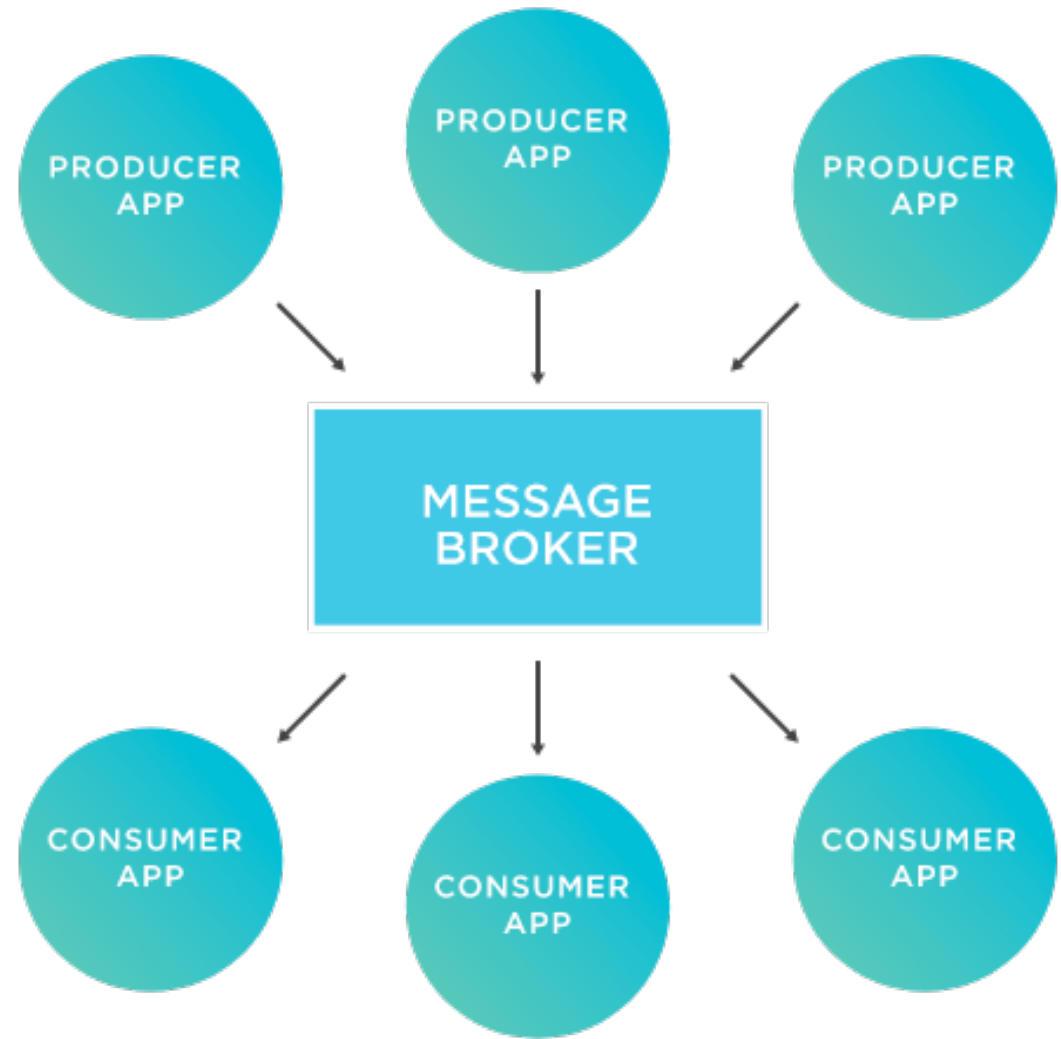 PRODUCER
APP
PRODUCER
APP
PRODUCER
APP
MESSAGE
BROKER
CONSUMER
APP
CONSUMER
APP
CONSUMER
APP